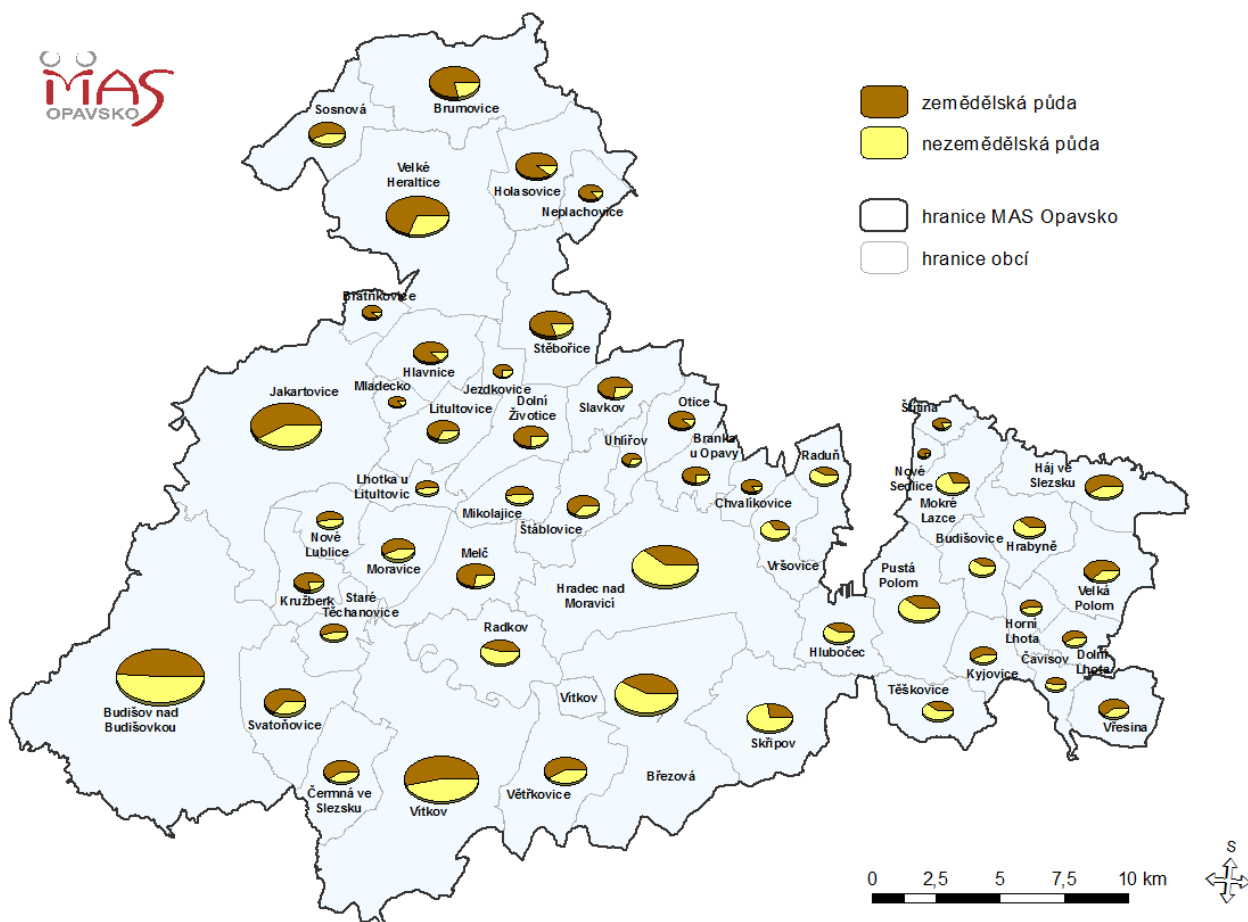 MAS
OPAVSKO
zemědělská půda
nezemědělská půda
hranice MAS Opavsko
hranice obcí
Sosnová
Brumovice
Velké
Heraltice
Holasovice
Neplachovice
Bratříkovice
Stěbořice
Hlavnice
Jezdkovice
Mladecko
Jakartovice
Litultovice
Dolní
Životice
Slavkov
Otice
Uhlířov
Branka
u Opavy
Raduň
Štítina
Nové
Sedlice
Mokré
Lazce
Háj ve
Slezsku
Lhotka u
Litultovic
Mikolajice
Štáblovice
Chvalíkovice
Vršovice
Budišovice
Hrabyně
Nové
Lublice
Moravice
Melč
Hradec nad
Moravicí
Pustá
Polom
Velká
Polom
Kružberk
Staré
Těchanovice
Radkov
Hlubočec
Horní
Lhota
Dolní
Lhota
Kyjovice
Čavisov
Budišov nad
Budišovkou
Svatoňovice
Vítkov
Skřipov
Těškovice
Vřesina
Čermná ve
Slezsku
Vítkov
Větřkovice
Březová
S
0 2,5 5 7,5 10 km